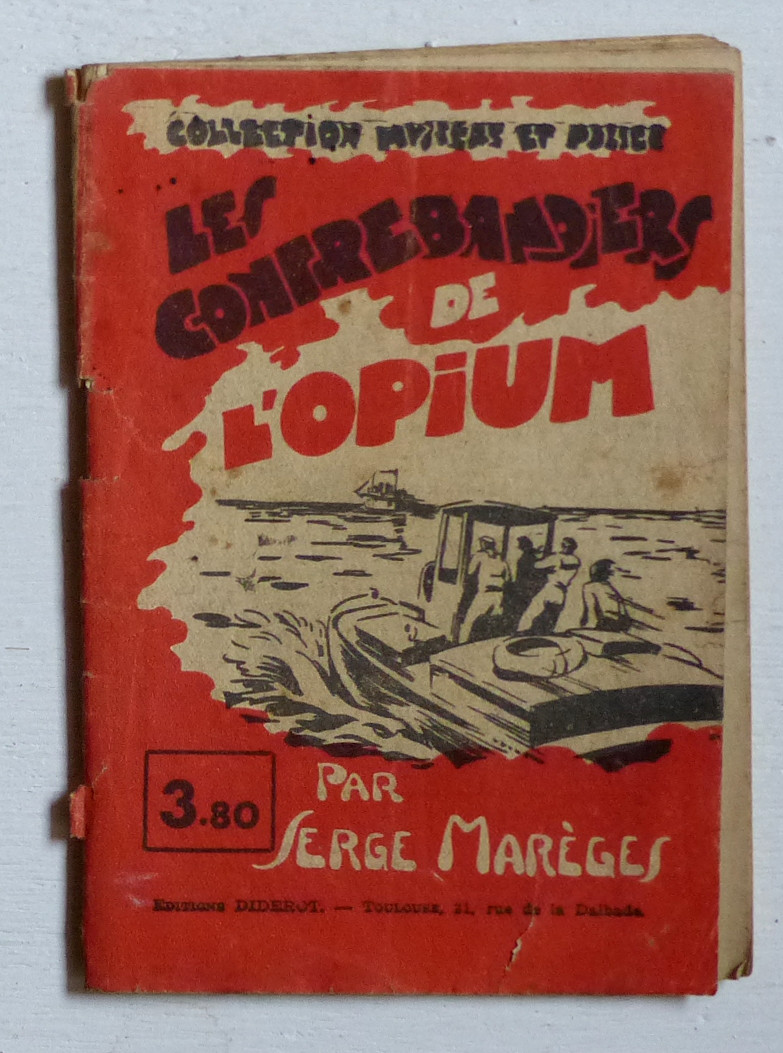 COLLECTION MYSTÈRE ET POLICE
LES
CONTREBANDIERS
DE
L'OPIUM
3.80
PAR
SERGE MARÈGES
EDITIONS DIDEROT. — TOULOUSE, 21, rue de la Dalbade